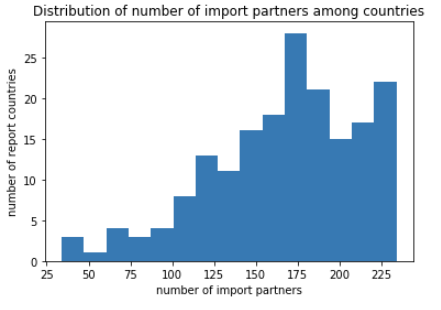 Distribution of number of import partners among countries
number of report countries
25
20
15
10
5
0
25 50 75 100 125 150 175 200 225
number of import partners